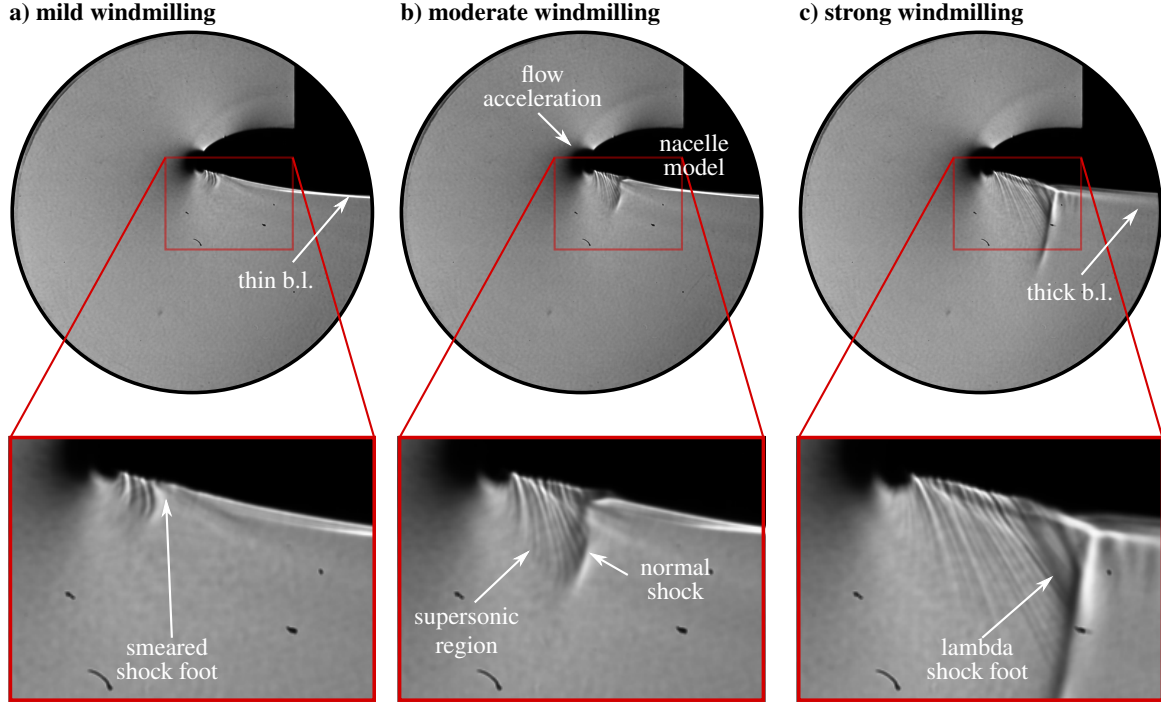 a) mild windmilling
b) moderate windmilling
c) strong windmilling
flow
acceleration
nacelle
model
thin b.l.
thick b.l.
smeared
shock foot
supersonic
region
normal
shock
lambda
shock foot